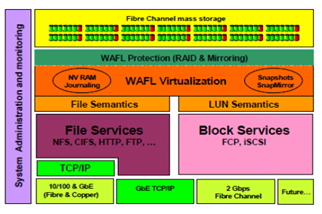 System Administration and monitoring
Fibre Channel mass storage
WAFL Protection (RAID & Mirroring)
NV RAM
Journaling
WAFL Virtualization
Snapshots
SnapMirror
File Semantics
LUN Semantics
File Services
NFS, CIFS, HTTP, FTP, ...
Block Services
FCP, iSCSI
TCP/IP
10/100 & GbE
(Fibre & Copper)
GbE TCP/IP
2 Gbps
Fibre Channel
Future...